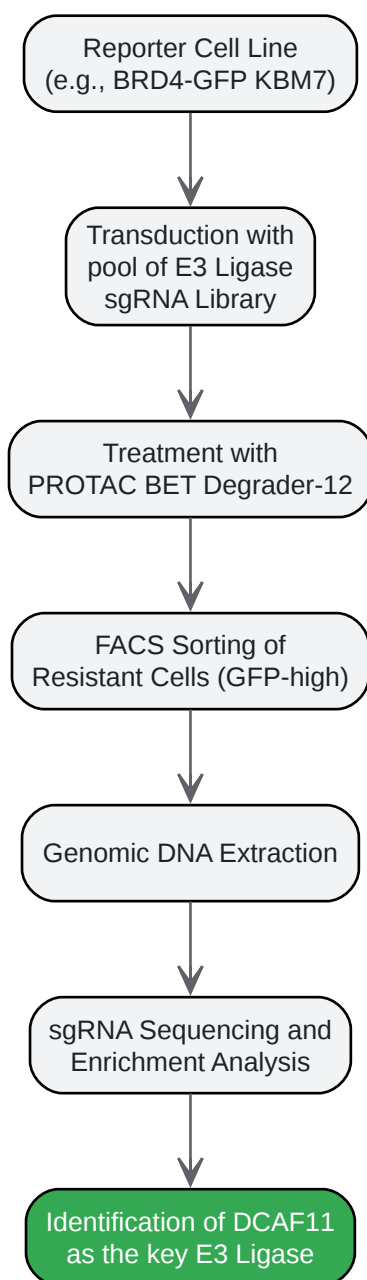 Reporter Cell Line
(e.g., BRD4-GFP KBM7)
Transduction with
pool of E3 Ligase
sgRNA Library
Treatment with
PROTAC BET Degrader-12
FACS Sorting of
Resistant Cells (GFP-high)
Genomic DNA Extraction
sgRNA Sequencing and
Enrichment Analysis
Identification of DCAF11
as the key E3 Ligase